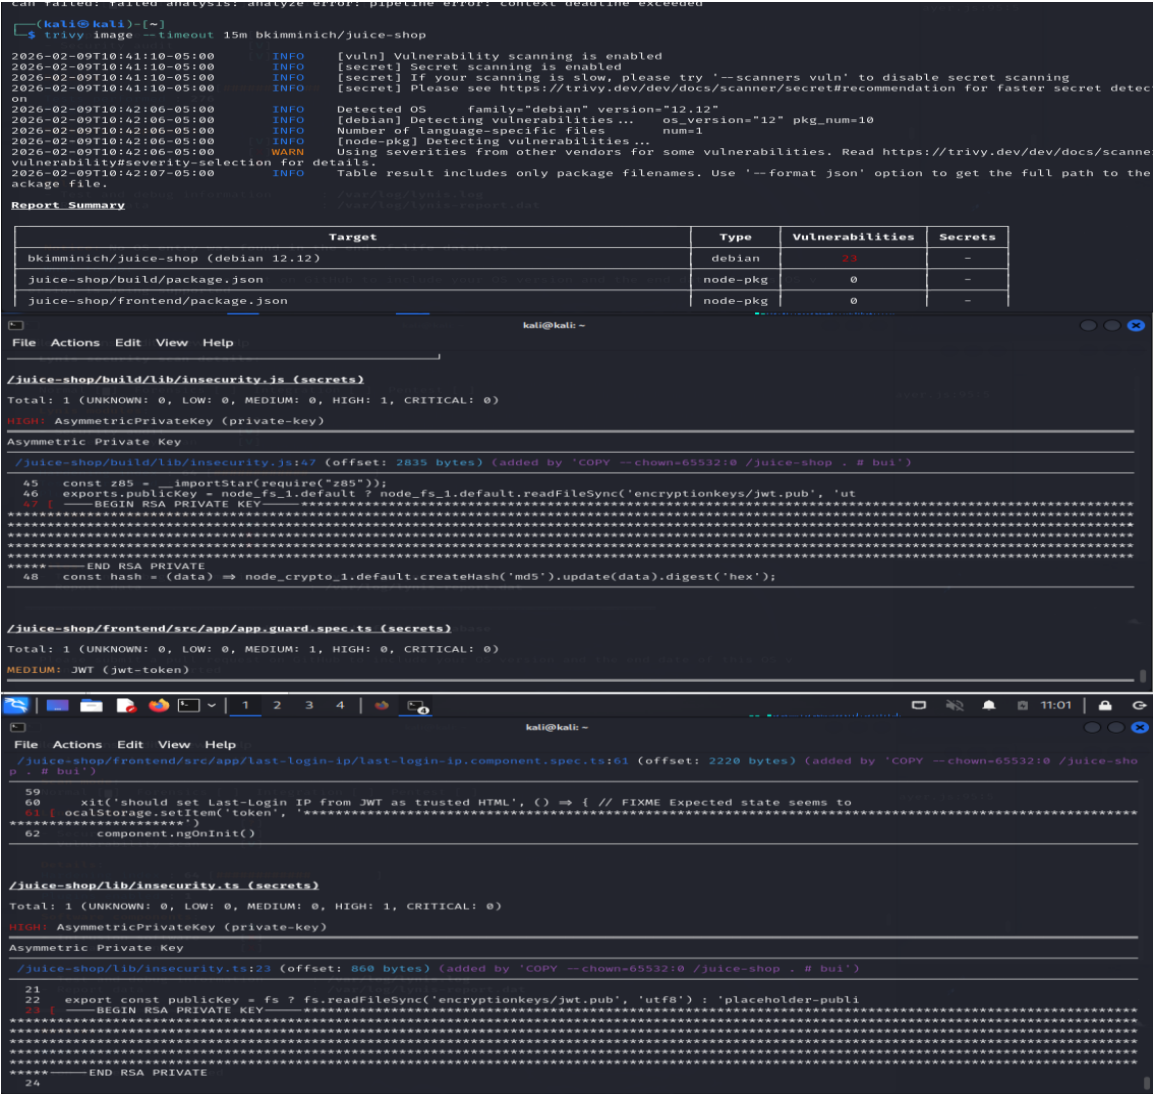 can failed: failed analysis: analyze error: pipeline error: context deadline exceeded
(kali㉿kali)-[~]
$ trivy image --timeout 15m bkimminich/juice-shop
2026-02-09T10:41:10-05:00 INFO [vuln] Vulnerability scanning is enabled
2026-02-09T10:41:10-05:00 INFO [secret] Secret scanning is enabled
2026-02-09T10:41:10-05:00 INFO [secret] If your scanning is slow, please try '--scanners vuln' to disable secret scanning
2026-02-09T10:41:10-05:00 INFO [secret] Please see https://trivy.dev/dev/docs/scanner/secret#recommendation for faster secret detec
on
2026-02-09T10:42:06-05:00 INFO Detected OS family="debian" version="12.12"
2026-02-09T10:42:06-05:00 INFO [debian] Detecting vulnerabilities... os_version="12" pkg_num=10
2026-02-09T10:42:06-05:00 INFO Number of language-specific files num=1
2026-02-09T10:42:06-05:00 INFO [node-pkg] Detecting vulnerabilities...
2026-02-09T10:42:06-05:00 WARN Using severities from other vendors for some vulnerabilities. Read https://trivy.dev/dev/docs/scanne
vulnerability#severity-selection for details.
2026-02-09T10:42:07-05:00 INFO Table result includes only package filenames. Use '--format json' option to get the full path to the
ackage file.
Report Summary
Target Type Vulnerabilities Secrets
bkimminich/juice-shop (debian 12.12) debian 23 -
juice-shop/build/package.json node-pkg 0 -
juice-shop/frontend/package.json node-pkg 0
kali@kali: ~
File Actions Edit View Help
/juice-shop/build/lib/insecurity.js (secrets)
Total: 1 (UNKNOWN: 0, LOW: 0, MEDIUM: 0, HIGH: 1, CRITICAL: 0)
HIGH: AsymmetricPrivateKey (private-key)
Asymmetric Private Key
/juice-shop/build/lib/insecurity.js:47 (offset: 2835 bytes) (added by 'COPY --chown=65532:0 /juice-shop . # bui')
45 const z85 = __importStar(require("z85"));
46 exports.publicKey = node_fs_1.default ? node_fs_1.default.readFileSync('encryptionkeys/jwt.pub', 'ut
47 [ -----BEGIN RSA PRIVATE KEY-----
-----END RSA PRIVATE
48 const hash = (data) => node_crypto_1.default.createHash('md5').update(data).digest('hex');
/juice-shop/frontend/src/app/app.guard.spec.ts (secrets)
Total: 1 (UNKNOWN: 0, LOW: 0, MEDIUM: 1, HIGH: 0, CRITICAL: 0)
MEDIUM: JWT (jwt-token)
1 2 3 4 11:01
kali@kali: ~
File Actions Edit View Help
/juice-shop/frontend/src/app/last-login-ip/last-login-ip.component.spec.ts:61 (offset: 2220 bytes) (added by 'COPY --chown=65532:0 /juice-sho
p . # bui')
59
60 xit('should set Last-Login IP from JWT as trusted HTML', () => { // FIXME Expected state seems to
61 [ ocalStorage.setItem('token', '****
****')
62 component.ngOnInit()
/juice-shop/lib/insecurity.ts (secrets)
Total: 1 (UNKNOWN: 0, LOW: 0, MEDIUM: 0, HIGH: 1, CRITICAL: 0)
HIGH: AsymmetricPrivateKey (private-key)
Asymmetric Private Key
/juice-shop/lib/insecurity.ts:23 (offset: 860 bytes) (added by 'COPY --chown=65532:0 /juice-shop . # bui')
21
22 export const publicKey = fs ? fs.readFileSync('encryptionkeys/jwt.pub', 'utf8') : 'placeholder-publi
23 [ -----BEGIN RSA PRIVATE KEY-----
-----END RSA PRIVATE
24